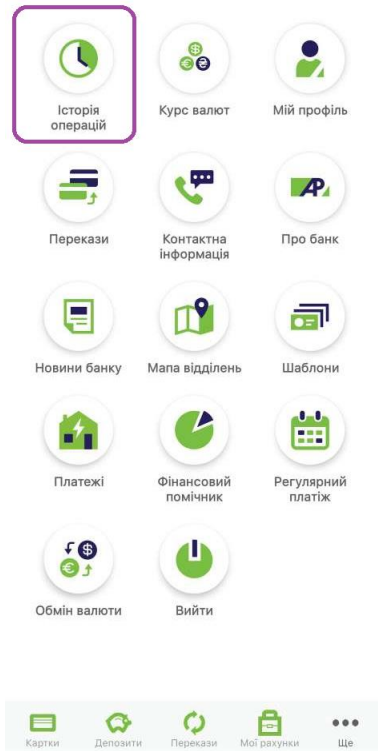 Історія
операцій
Курс валют
Мій профіль
Перекази
Контактна
інформація
АР
Про банк
Новини банку
Мапа відділень
Шаблони
Платежі
Фінансовий
помічник
Регулярний
платіж
Обмін валюти
Вийти
Картки
Депозити
Перекази
Мої рахунки
Ще